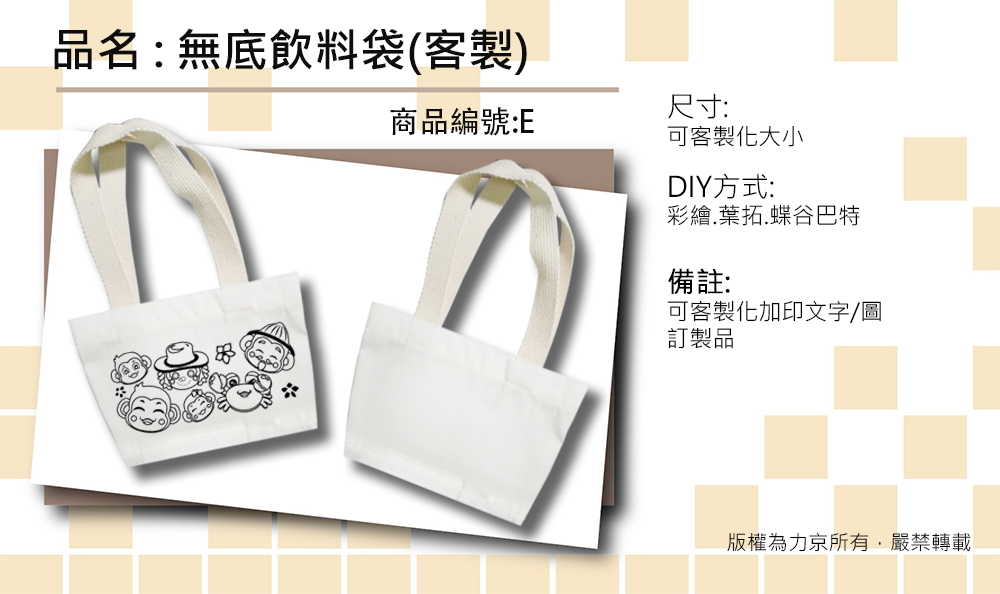 品名 : 無底飲料袋(客製)
商品編號:E
尺寸:
可客製化大小
DIY方式:
彩繪.葉拓.蝶谷巴特
備註:
可客製化加印文字/圖
訂製品
版權為力京所有，嚴禁轉載